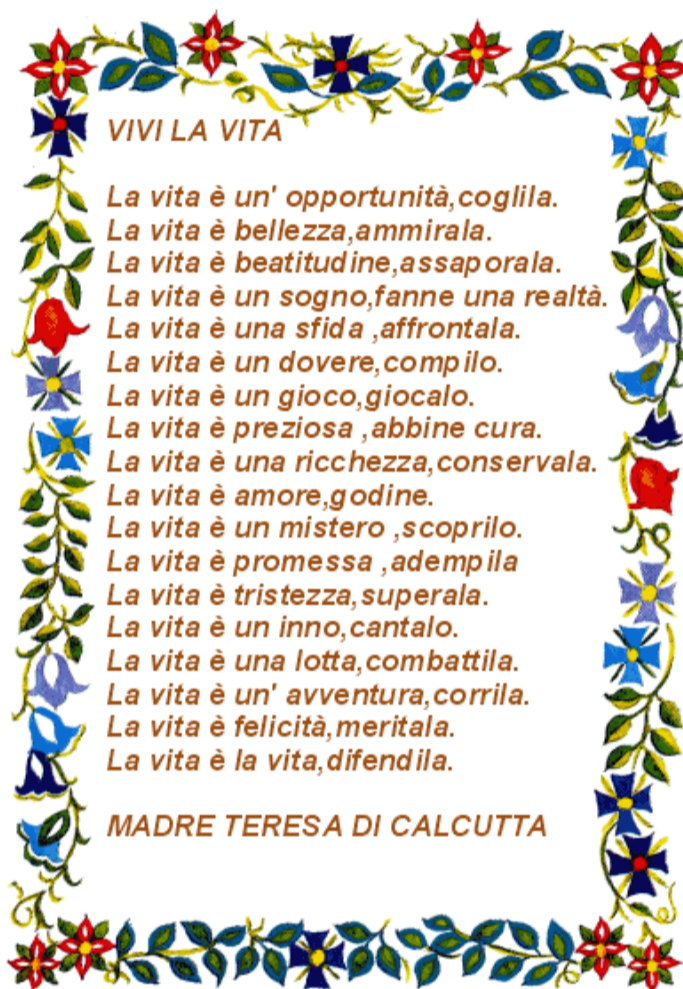 VIVI LA VITA
La vita è un' opportunità,coglila.
La vita è bellezza,ammirala.
La vita è beatitudine,assaporala.
La vita è un sogno,fanne una realtà.
La vita è una sfida ,affrontala.
La vita è un dovere,compilo.
La vita è un gioco,giocalo.
La vita è preziosa ,abbine cura.
La vita è una ricchezza,conservala.
La vita è amore,godine.
La vita è un mistero ,scoprilo.
La vita è promessa ,adempila
La vita è tristezza,superala.
La vita è un inno,cantalo.
La vita è una lotta,combattila.
La vita è un' avventura,corrila.
La vita è felicità,meritala.
La vita è la vita,difendila.
MADRE TERESA DI CALCUTTA